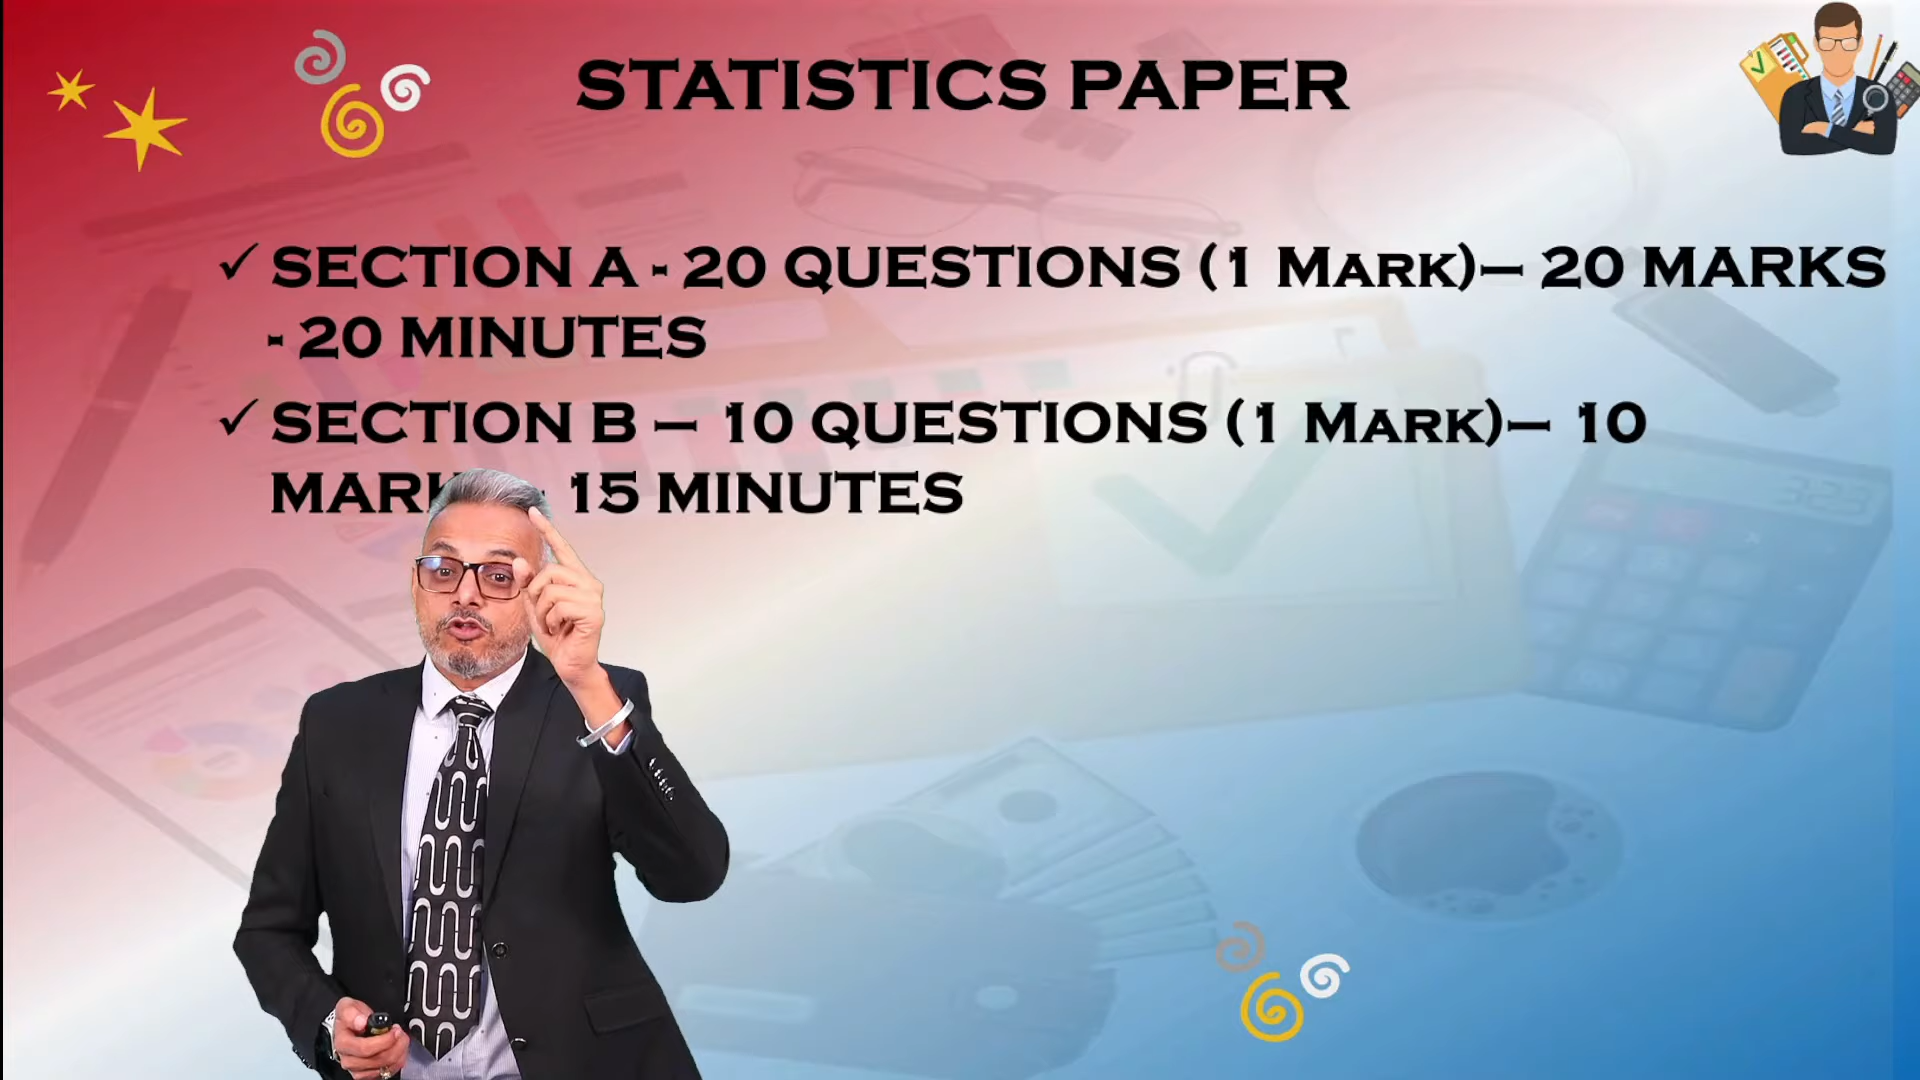 STATISTICS PAPER
✓ SECTION A - 20 QUESTIONS (1 MARK)– 20 MARKS
- 20 MINUTES
✓ SECTION B – 10 QUESTIONS (1 MARK)– 10
15 MINUTES